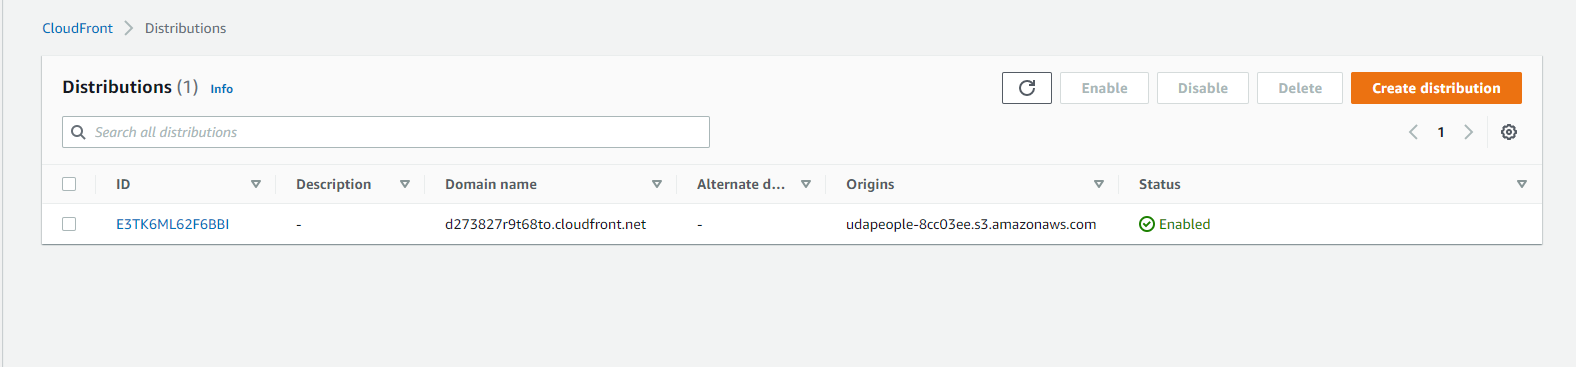 CloudFront Distributions
Distributions (1) Info
Enable Disable Delete Create distribution
Search all distributions
1
ID Description Domain name Alternate d... Origins Status
E3TK6ML62F6BBI - d273827r9t68to.cloudfront.net - udapeople-8cc03ee.s3.amazonaws.com Enabled